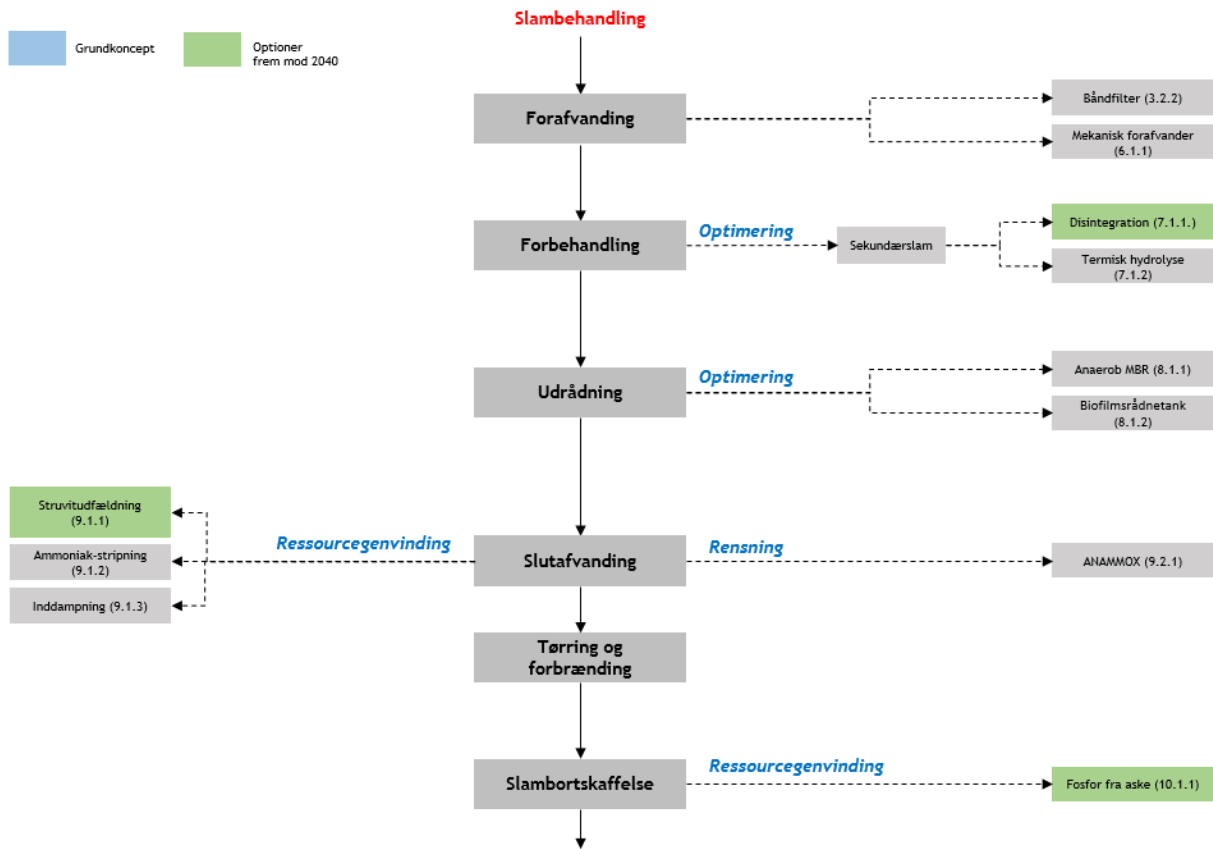 Slambehandling
Grundkoncept
Optioner
frem mod 2040
Forafvanding
Båndfilter (3.2.2)
Mekanisk forafvander
(6.1.1)
Forbehandling
Optimering
Sekundærslam
Disintegration (7.1.1.)
Termisk hydrolyse
(7.1.2)
Udrådning
Optimering
Anaerob MBR (8.1.1)
Biofilmsrådnetank
(8.1.2)
Struvitudfældning
(9.1.1)
Ammoniak-stripning
(9.1.2)
Inddampning (9.1.3)
Ressourcegenvinding
Slutafvanding
Rensning
ANAMMOX (9.2.1)
Tørring og
forbrænding
Slambortskaffelse
Ressourcegenvinding
Fosfor fra aske (10.1.1)